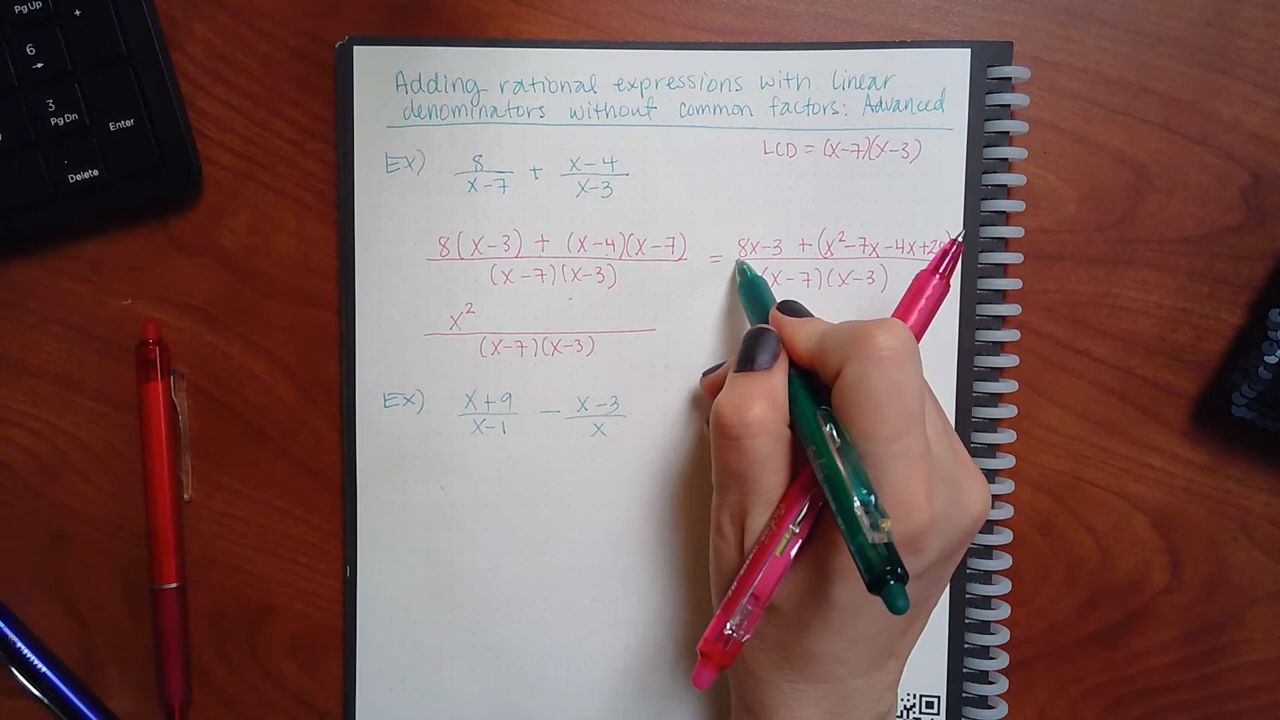 PgUp
+
6
3
PgDn
Enter
Delete
Adding rational expressions with linear
denominators without common factors: Advanced
LCD = (x-7)(x-3)
EX) 8/x-7 + x-4/x-3
8(x-3) + (x-4)(x-7)/(x-7)(x-3) = 8x-3 + (x²-7x-4x+28)/(x-7)(x-3)
x²/(x-7)(x-3)
EX) x+9/x-1 - x-3/x